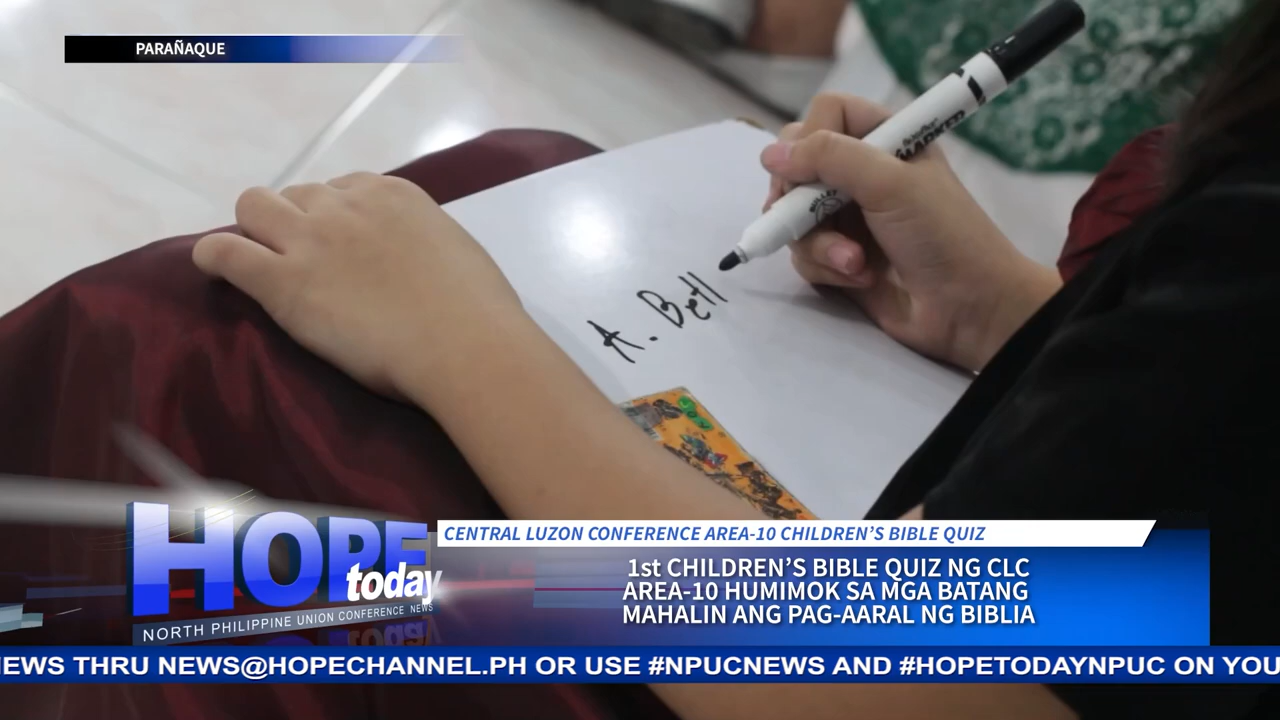 PARAÑAQUE
MARKER
A. Beth
HOPE
today
NORTH PHILIPPINE UNION CONFERENCE NEWS
CENTRAL LUZON CONFERENCE AREA-10 CHILDREN'S BIBLE QUIZ
1st CHILDREN'S BIBLE QUIZ NG CLC
AREA-10 HUMIMOK SA MGA BATANG
MAHALIN ANG PAG-AARAL NG BIBLIA
EWS THRU NEWS@HOPECHANNEL.PH OR USE #NPUCNEWS AND #HOPETODAYNPUC ON YOU